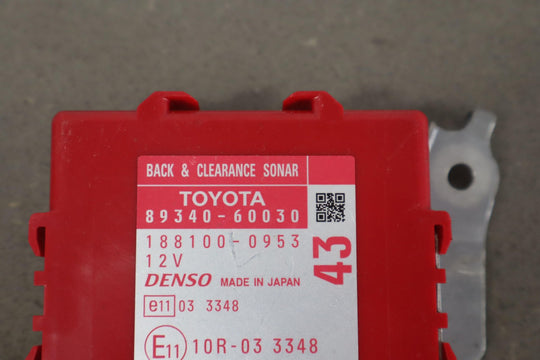 BACK & CLEARANCE SONAR
TOYOTA
89340-60030
188100-0953
12V
43
DENSO MADE IN JAPAN
e11 03 3348
E11 10R-03 3348